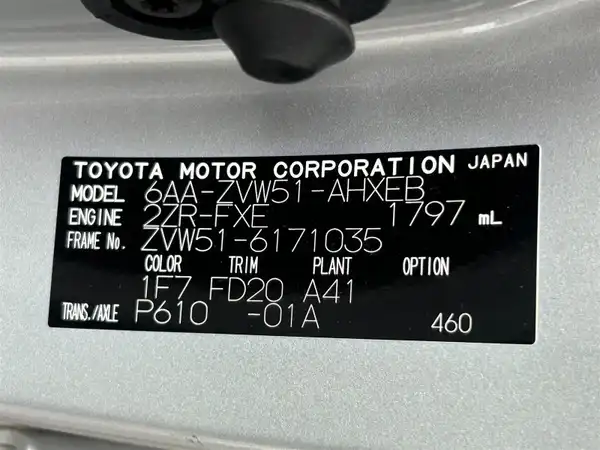 TOYOTA MOTOR CORPORATION JAPAN
MODEL 6AA-ZVW51-AHXEB
ENGINE 2ZR-FXE 1797 mL
FRAME No. ZVW51-6171035
COLOR TRIM PLANT OPTION
1F7 FD20 A41
TRANS./AXLE P610 -01A 460